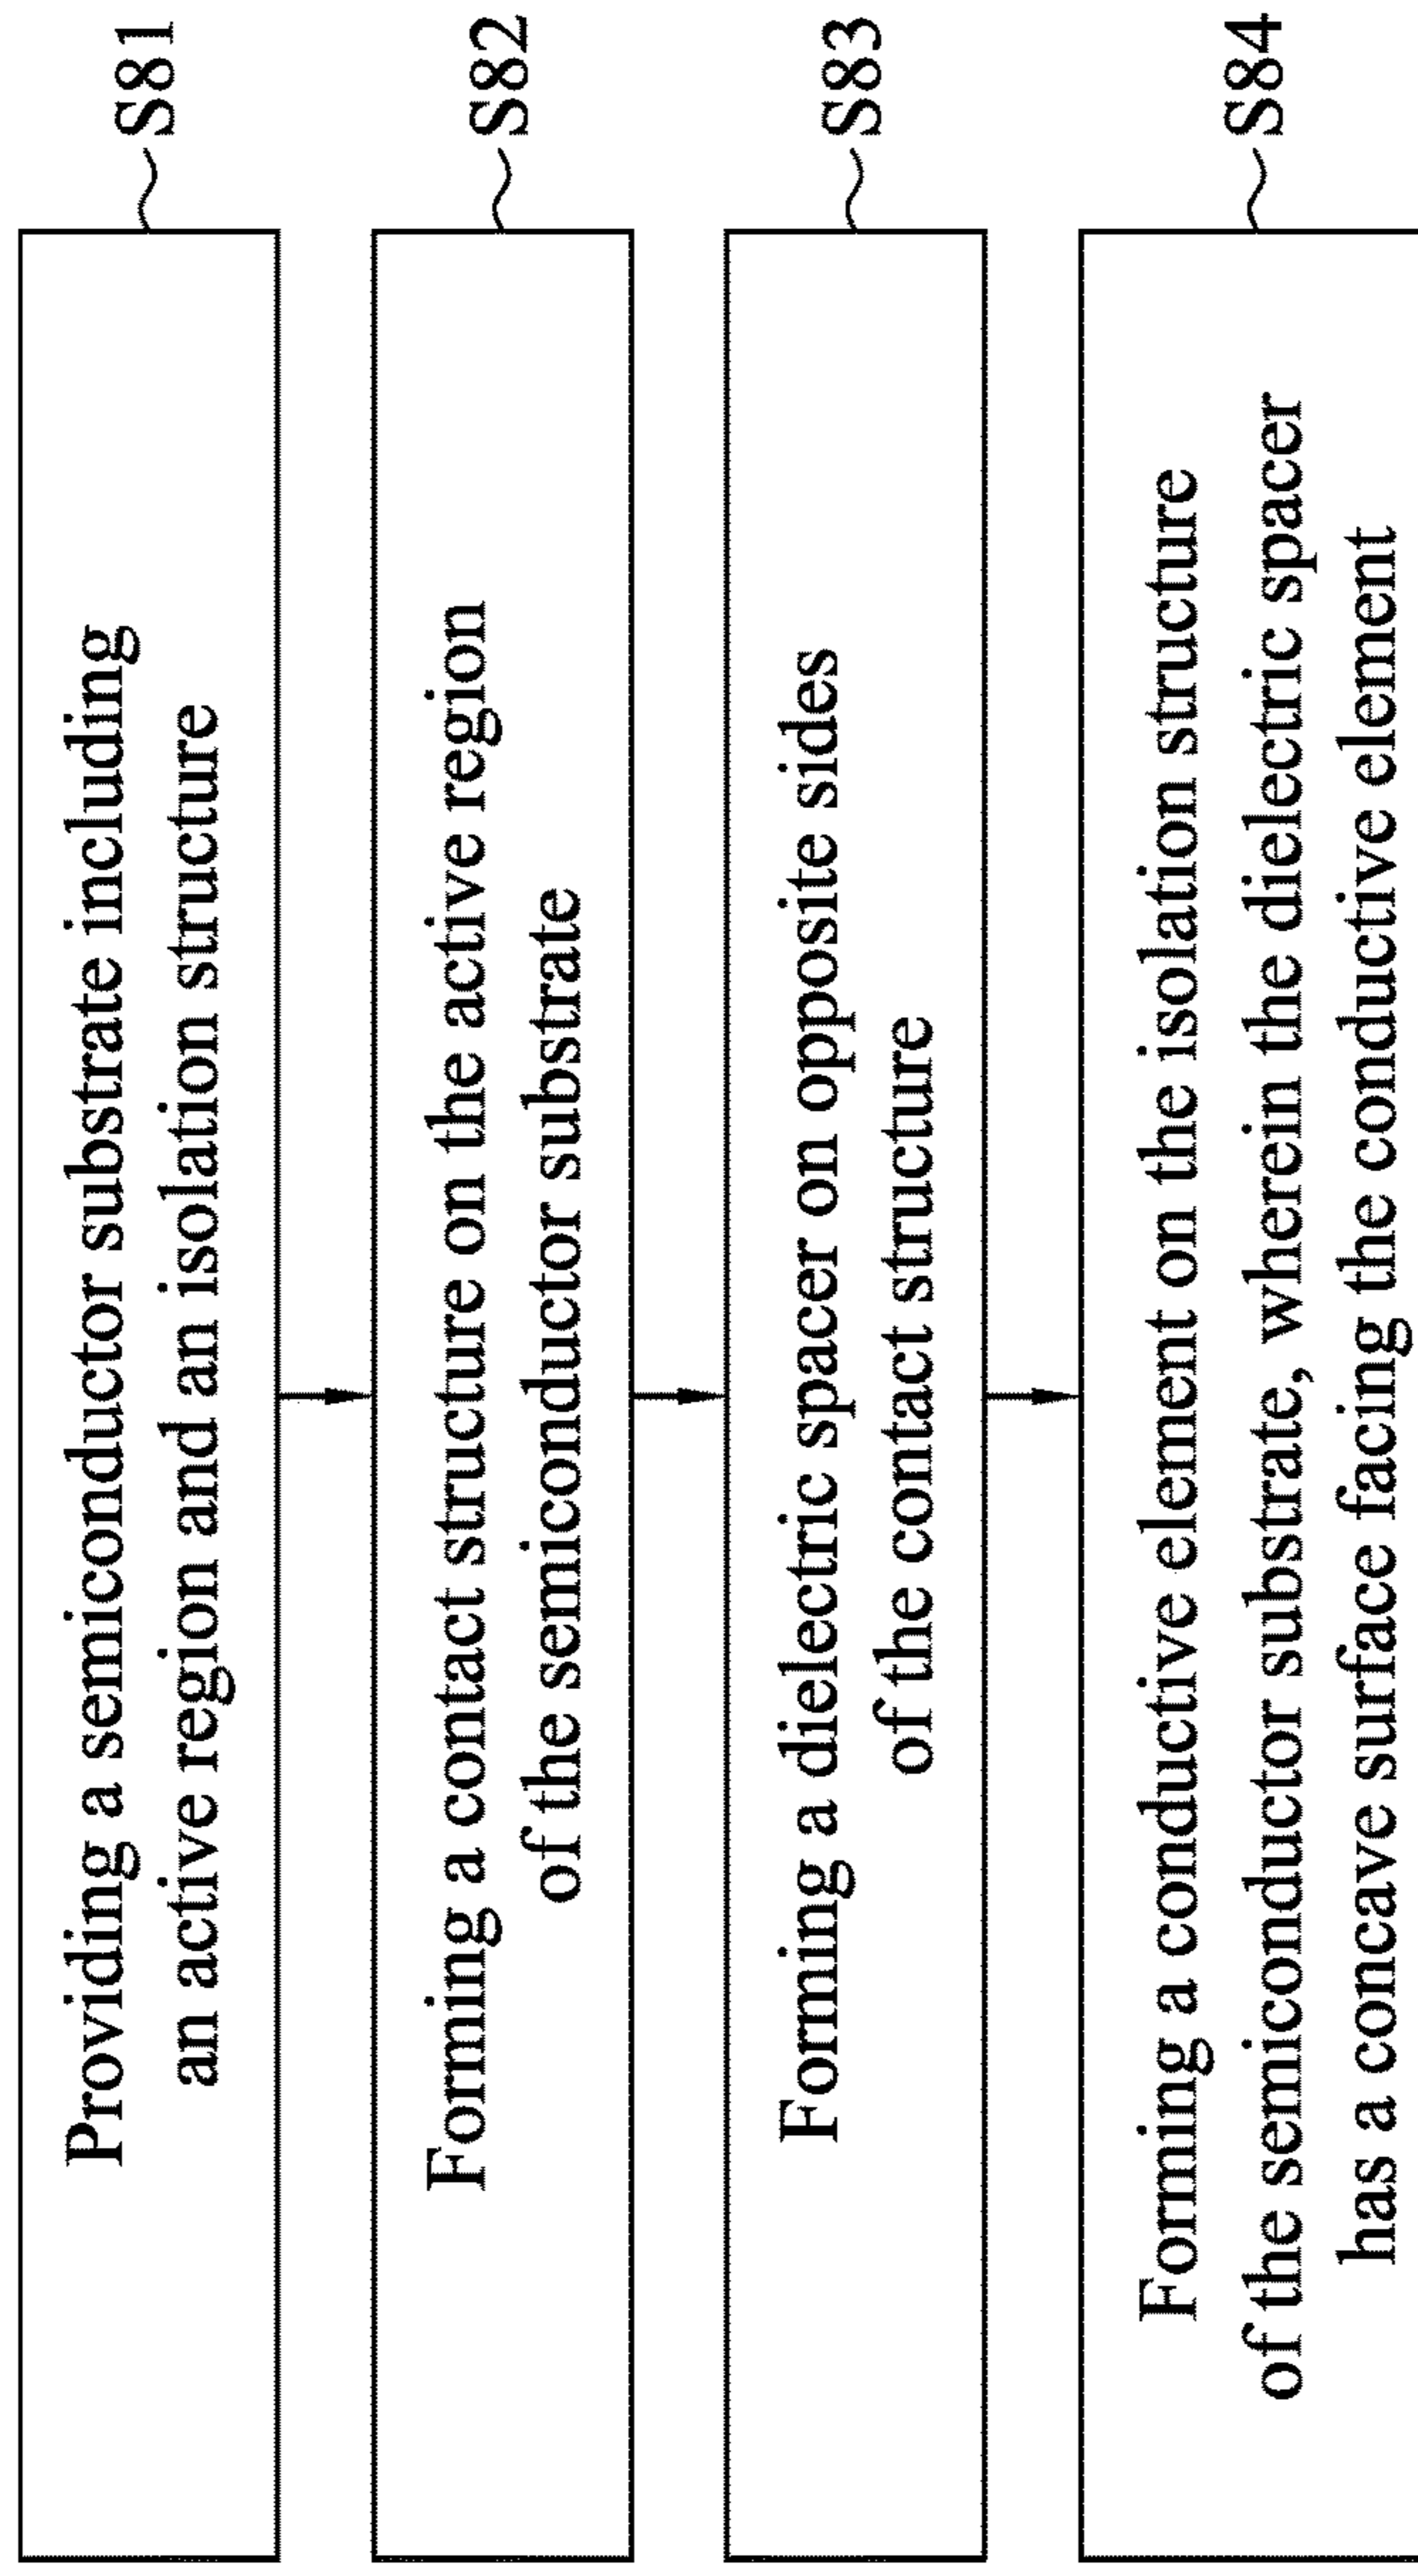 Providing a semiconductor substrate including
an active region and an isolation structure
S81
Forming a contact structure on the active region
of the semiconductor substrate
S82
Forming a dielectric spacer on opposite sides
of the contact structure
S83
Forming a conductive element on the isolation structure
of the semiconductor substrate, wherein the dielectric spacer
has a concave surface facing the conductive element
S84